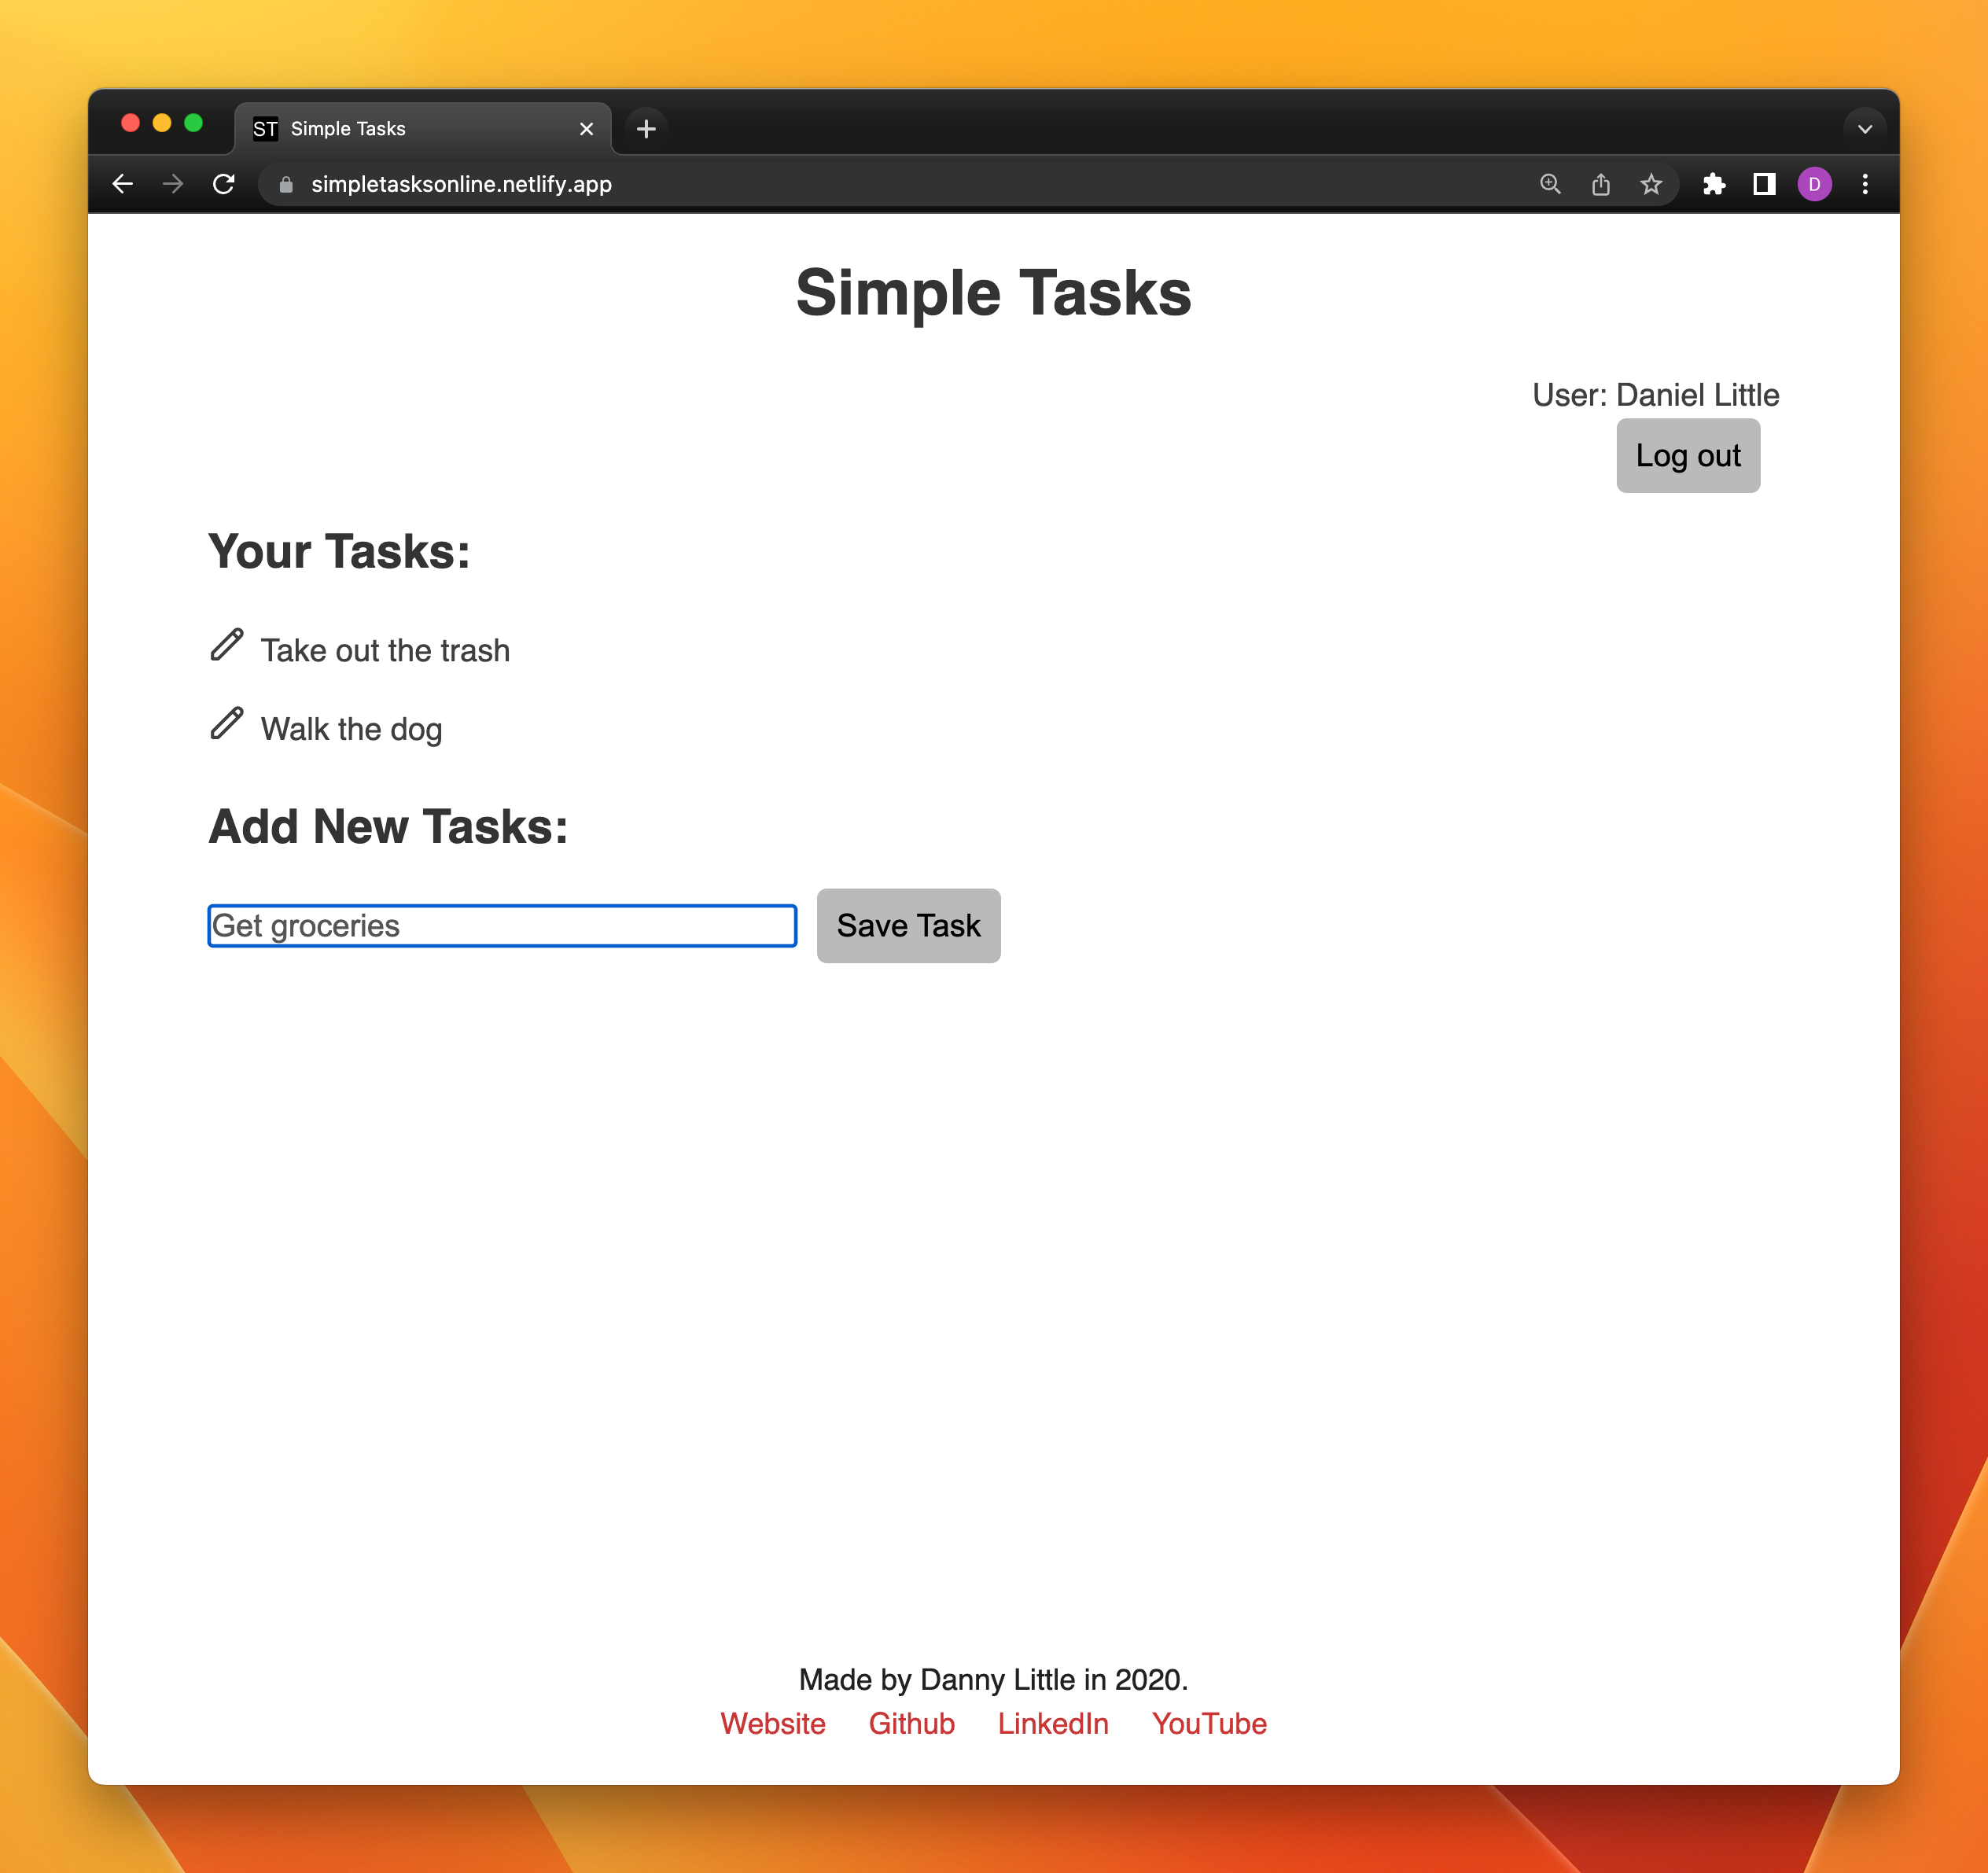 ST Simple Tasks
simpletasksonline.netlify.app
D
Simple Tasks
User: Daniel Little
Log out
Your Tasks:
Take out the trash
Walk the dog
Add New Tasks:
Get groceries
Save Task
Made by Danny Little in 2020.
Website Github LinkedIn YouTube